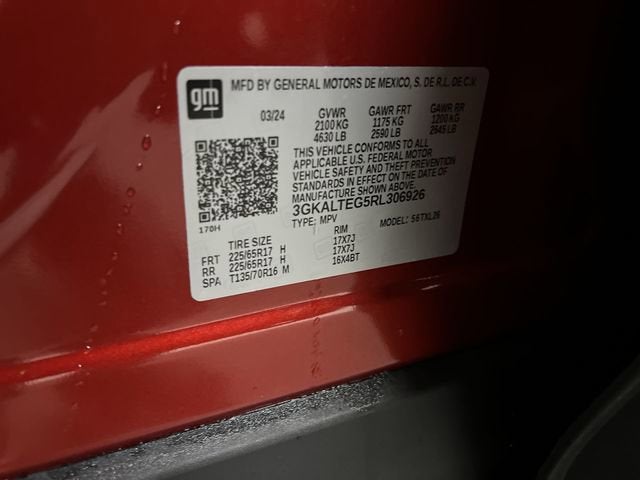 gm
MFD BY GENERAL MOTORS DE MEXICO, S. DE R.L. DE C.V.
03/24 GVWR GAWR FRT GAWR RR
2100 KG 1175 KG 1200 KG
4630 LB 2590 LB 2645 LB
THIS VEHICLE CONFORMS TO ALL
APPLICABLE U.S. FEDERAL MOTOR
VEHICLE SAFETY AND THEFT PREVENTION
STANDARDS IN EFFECT ON THE DATE OF
MANUFACTURE SHOWN ABOVE.
3GKALTEG5RL306926
170H TYPE: MPV MODEL: 56TXL26
TIRE SIZE RIM
FRT 225/65R17 H 17X7J
RR 225/65R17 H 17X7J
SPA T135/70R16 M 16X4BT